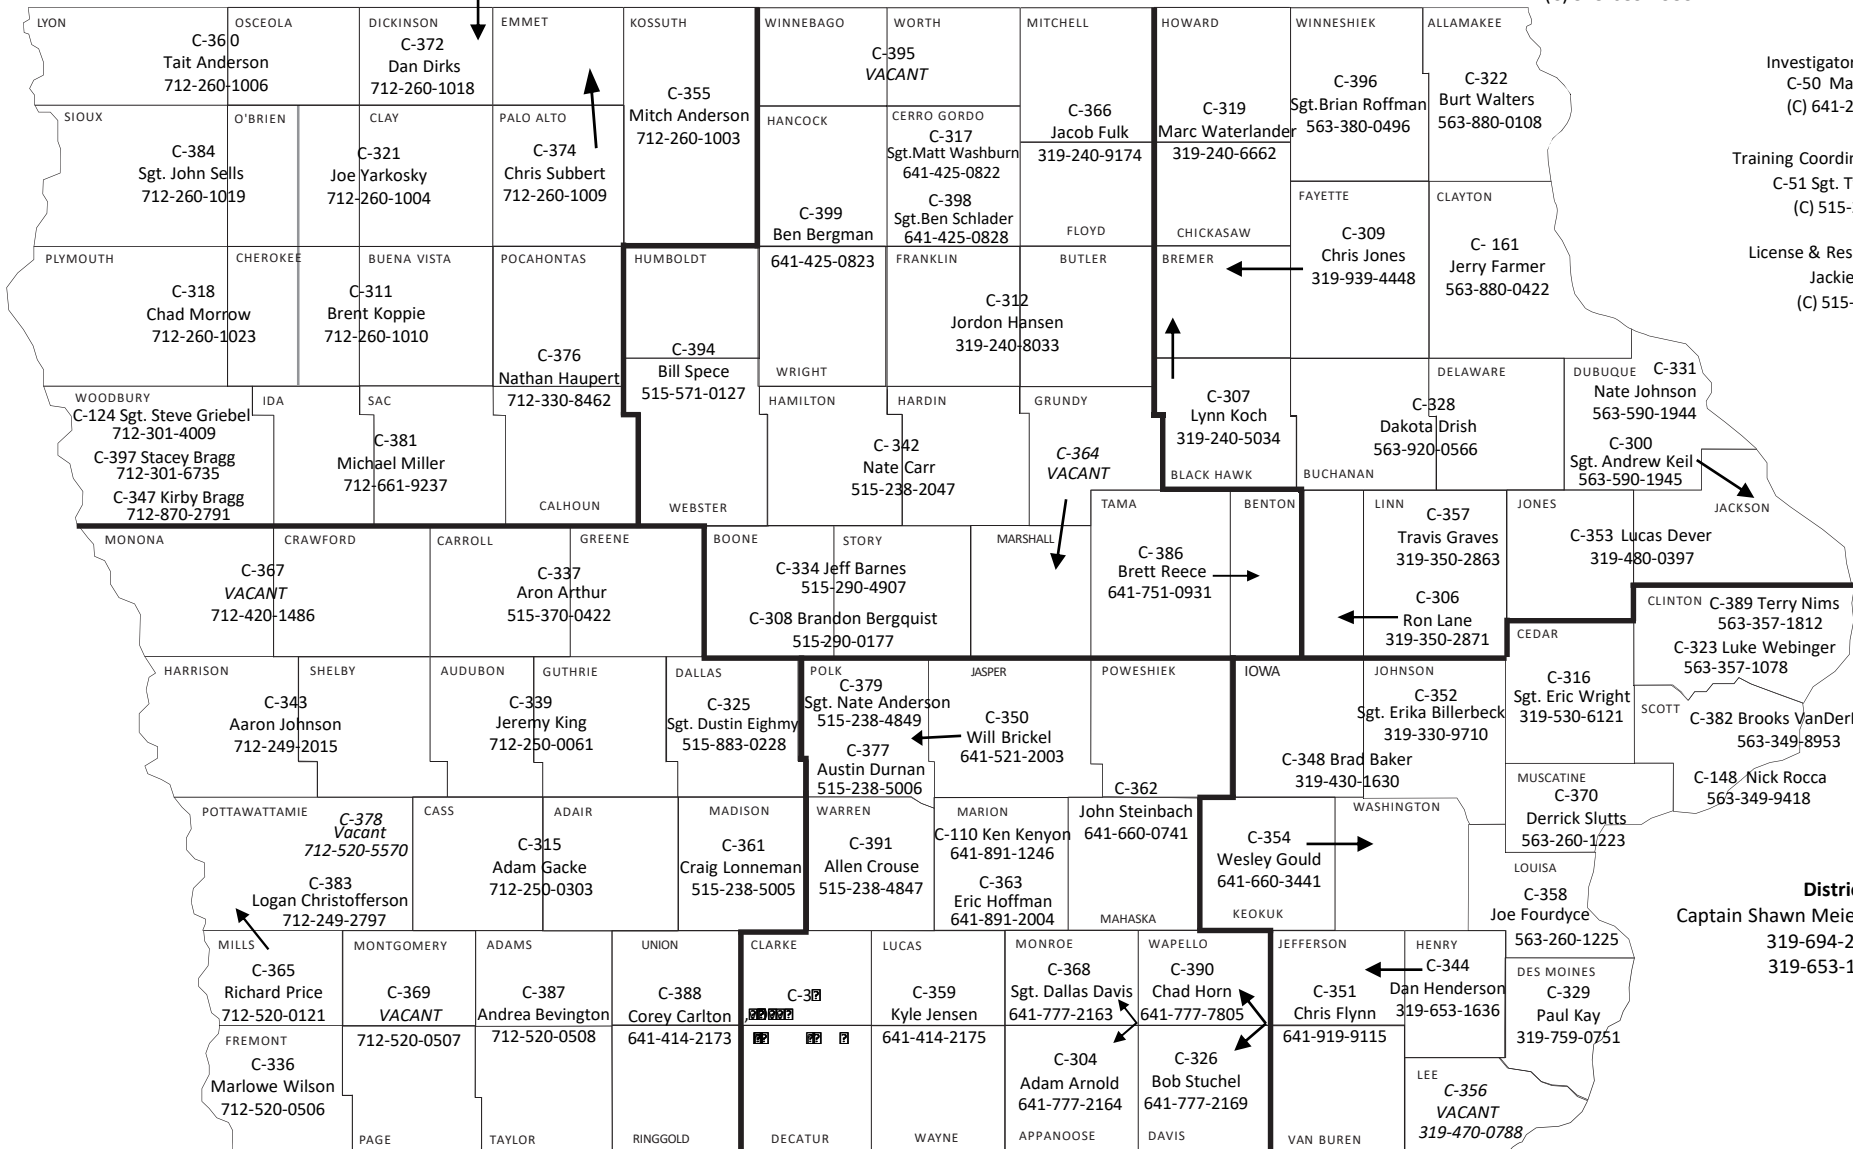 LYON
OSCEOLA
C-360
Tait Anderson
712-260-1006
DICKINSON
C-372
Dan Dirks
712-260-1018
EMMET
KOSSUTH
C-355
Mitch Anderson
712-260-1003
WINNEBAGO
WORTH
C-395
VACANT
MITCHELL
C-366
Jacob Fulk
319-240-9174
FLOYD
HOWARD
C-319
Marc Waterlander
319-240-6662
CHICKASAW
WINNESHIEK
C-396
Sgt.Brian Roffman
563-380-0496
ALLAMAKEE
C-322
Burt Walters
563-880-0108
Investigator
C-50 Ma
(C) 641-2
Training Coordin
C-51 Sgt. T
(C) 515-
License & Res
Jackie
(C) 515-
SIOUX
C-384
Sgt. John Sells
712-260-1019
O'BRIEN
CLAY
C-321
Joe Yarkosky
712-260-1004
PALO ALTO
C-374
Chris Subbert
712-260-1009
HANCOCK
C-399
Ben Bergman
641-425-0823
CERRO GORDO
C-317
Sgt.Matt Washburn
641-425-0822
C-398
Sgt.Ben Schlader
641-425-0828
FAYETTE
C-309
Chris Jones
319-939-4448
CLAYTON
C- 161
Jerry Farmer
563-880-0422
PLYMOUTH
C-318
Chad Morrow
712-260-1023
CHEROKEE
BUENA VISTA
C-311
Brent Koppie
712-260-1010
POCAHONTAS
C-376
Nathan Haupert
712-330-8462
CALHOUN
HUMBOLDT
C-394
Bill Spece
515-571-0127
WEBSTER
WRIGHT
FRANKLIN
BUTLER
C-312
Jordon Hansen
319-240-8033
BREMER
C-307
Lynn Koch
319-240-5034
BLACK HAWK
BUCHANAN
DELAWARE
C-328
Dakota Drish
563-920-0566
DUBUQUE
C-331
Nate Johnson
563-590-1944
C-300
Sgt. Andrew Keil
563-590-1945
JACKSON
WOODBURY
C-124 Sgt. Steve Griebel
712-301-4009
C-397 Stacey Bragg
712-301-6735
C-347 Kirby Bragg
712-870-2791
IDA
SAC
C-381
Michael Miller
712-661-9237
HAMILTON
HARDIN
C- 342
Nate Carr
515-238-2047
GRUNDY
C-364
VACANT
MARSHALL
TAMA
BENTON
C-386
Brett Reece
641-751-0931
LINN
C-357
Travis Graves
319-350-2863
C-306
Ron Lane
319-350-2871
JONES
C-353 Lucas Dever
319-480-0397
MONONA
CRAWFORD
C-367
VACANT
712-420-1486
CARROLL
GREENE
C-337
Aron Arthur
515-370-0422
BOONE
STORY
C-334 Jeff Barnes
515-290-4907
C-308 Brandon Bergquist
515-290-0177
CLINTON
C-389 Terry Nims
563-357-1812
C-323 Luke Webinger
563-357-1078
CEDAR
C-316
Sgt. Eric Wright
319-530-6121
SCOTT
C-382 Brooks VanDer
563-349-8953
C-148 Nick Rocca
563-349-9418
HARRISON
SHELBY
C-343
Aaron Johnson
712-249-2015
AUDUBON
GUTHRIE
C-339
Jeremy King
712-250-0061
DALLAS
C-325
Sgt. Dustin Eighmy
515-883-0228
POLK
C-379
Sgt. Nate Anderson
515-238-4849
C-377
Austin Durnan
515-238-5006
JASPER
C-350
Will Brickel
641-521-2003
POWESHIEK
C-362
John Steinbach
641-660-0741
MAHASKA
IOWA
JOHNSON
C-352
Sgt. Erika Billerbeck
319-330-9710
C-348 Brad Baker
319-430-1630
MUSCATINE
C-370
Derrick Slutts
563-260-1223
POTTAWATTAMIE
C-378
Vacant
712-520-5570
C-383
Logan Christofferson
712-249-2797
CASS
ADAIR
C-315
Adam Gacke
712-250-0303
MADISON
C-361
Craig Lonneman
515-238-5005
WARREN
C-391
Allen Crouse
515-238-4847
MARION
C-110 Ken Kenyon
641-891-1246
C-363
Eric Hoffman
641-891-2004
C-354
Wesley Gould
641-660-3441
KEOKUK
WASHINGTON
LOUISA
C-358
Joe Fourdyce
563-260-1225
Distri
Captain Shawn Meie
319-694-2
319-653-1
MILLS
C-365
Richard Price
712-520-0121
MONTGOMERY
C-369
VACANT
712-520-0507
PAGE
ADAMS
C-387
Andrea Bevington
712-520-0508
TAYLOR
UNION
C-388
Corey Carlton
641-414-2173
RINGGOLD
CLARKE
C-3
DECATUR
LUCAS
C-359
Kyle Jensen
641-414-2175
WAYNE
MONROE
C-368
Sgt. Dallas Davis
641-777-2163
C-304
Adam Arnold
641-777-2164
APPANOOSE
WAPELLO
C-390
Chad Horn
641-777-7805
C-326
Bob Stuchel
641-777-2169
DAVIS
JEFFERSON
C-351
Chris Flynn
641-919-9115
VAN BUREN
HENRY
C-344
Dan Henderson
319-653-1636
DES MOINES
C-329
Paul Kay
319-759-0751
LEE
C-356
VACANT
319-470-0788
FREMONT
C-336
Marlowe Wilson
712-520-0506